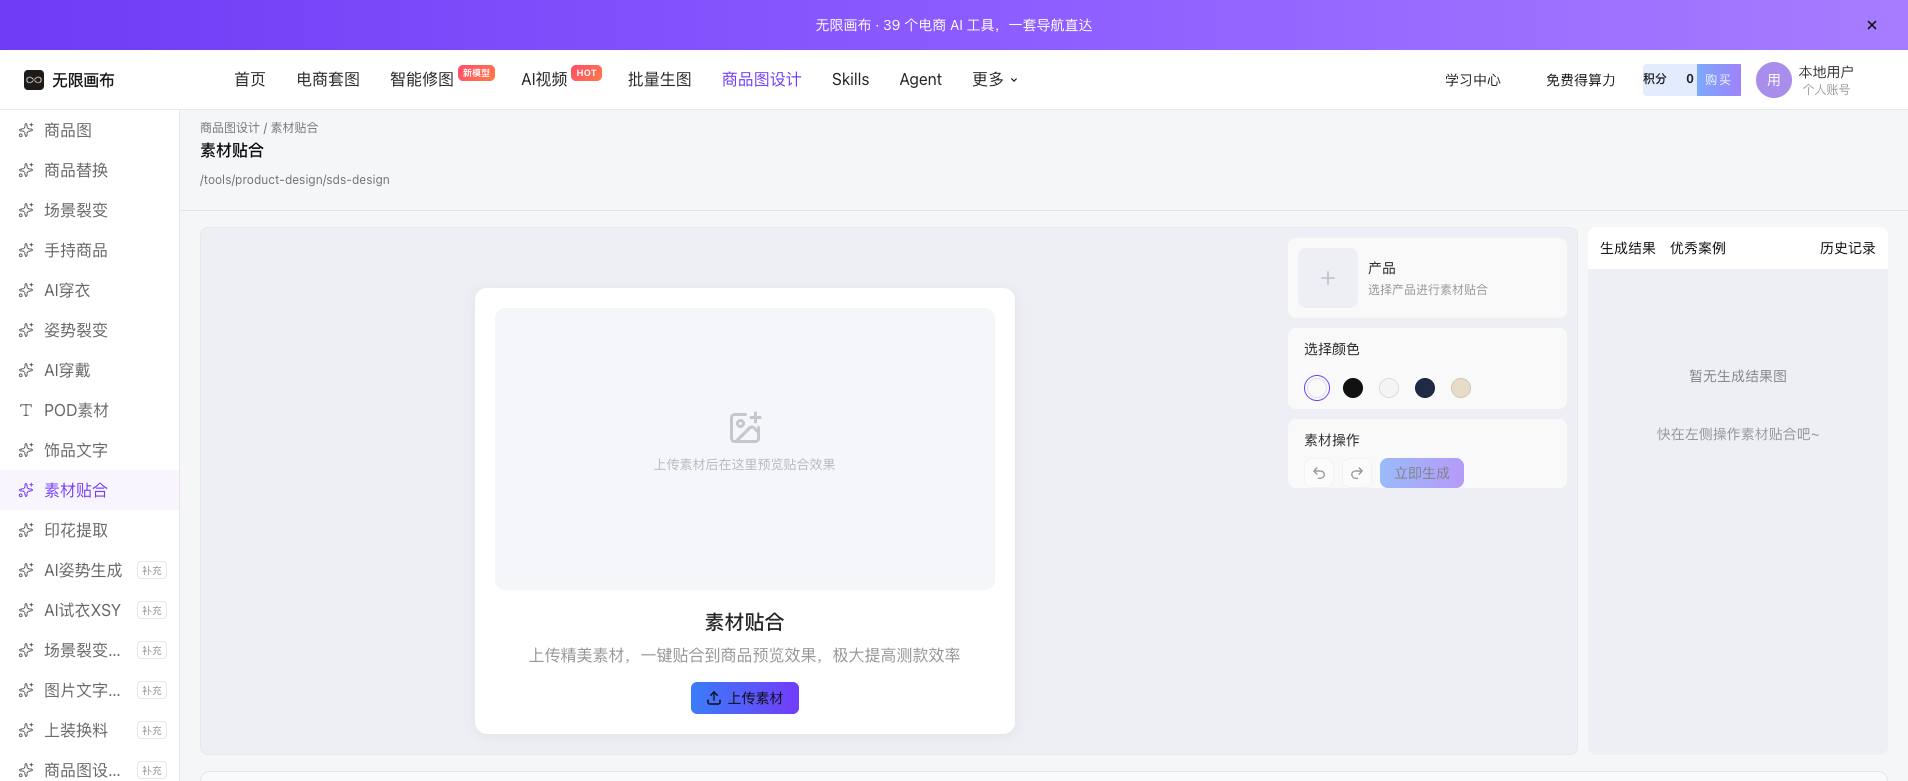 无限画布 · 39 个电商 AI 工具，一套导航直达
无限画布
首页
电商套图
智能修图
新模型
AI视频
HOT
批量生图
商品图设计
Skills
Agent
更多
学习中心
免费得算力
积分 0 购买
用
本地用户
个人账号
商品图
商品替换
场景裂变
手持商品
AI穿衣
姿势裂变
AI穿戴
POD素材
饰品文字
素材贴合
印花提取
AI姿势生成 补充
AI试衣XSY 补充
场景裂变... 补充
图片文字... 补充
上装换料 补充
商品图设... 补充
商品图设计 / 素材贴合
素材贴合
/tools/product-design/sds-design
上传素材后在这里预览贴合效果
素材贴合
上传精美素材，一键贴合到商品预览效果，极大提高测款效率
上传素材
产品
选择产品进行素材贴合
选择颜色
素材操作
立即生成
生成结果
优秀案例
历史记录
暂无生成结果图
快在左侧操作素材贴合吧~